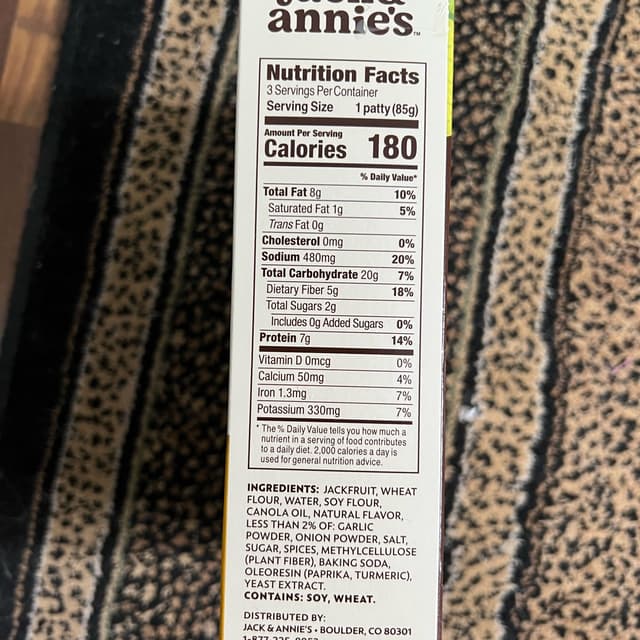 annie's™
Nutrition Facts
3 Servings Per Container
Serving Size 1 patty (85g)
Amount Per Serving
Calories 180
% Daily Value*
Total Fat 8g 10%
Saturated Fat 1g 5%
Trans Fat 0g
Cholesterol 0mg 0%
Sodium 480mg 20%
Total Carbohydrate 20g 7%
Dietary Fiber 5g 18%
Total Sugars 2g
Includes 0g Added Sugars 0%
Protein 7g 14%
Vitamin D 0mcg 0%
Calcium 50mg 4%
Iron 1.3mg 7%
Potassium 330mg 7%
* The % Daily Value tells you how much a
nutrient in a serving of food contributes
to a daily diet. 2,000 calories a day is
used for general nutrition advice.
INGREDIENTS: JACKFRUIT, WHEAT
FLOUR, WATER, SOY FLOUR,
CANOLA OIL, NATURAL FLAVOR,
LESS THAN 2% OF: GARLIC
POWDER, ONION POWDER, SALT,
SUGAR, SPICES, METHYLCELLULOSE
(PLANT FIBER), BAKING SODA,
OLEORESIN (PAPRIKA, TURMERIC),
YEAST EXTRACT.
CONTAINS: SOY, WHEAT.
DISTRIBUTED BY:
JACK & ANNIE'S • BOULDER, CO 80301